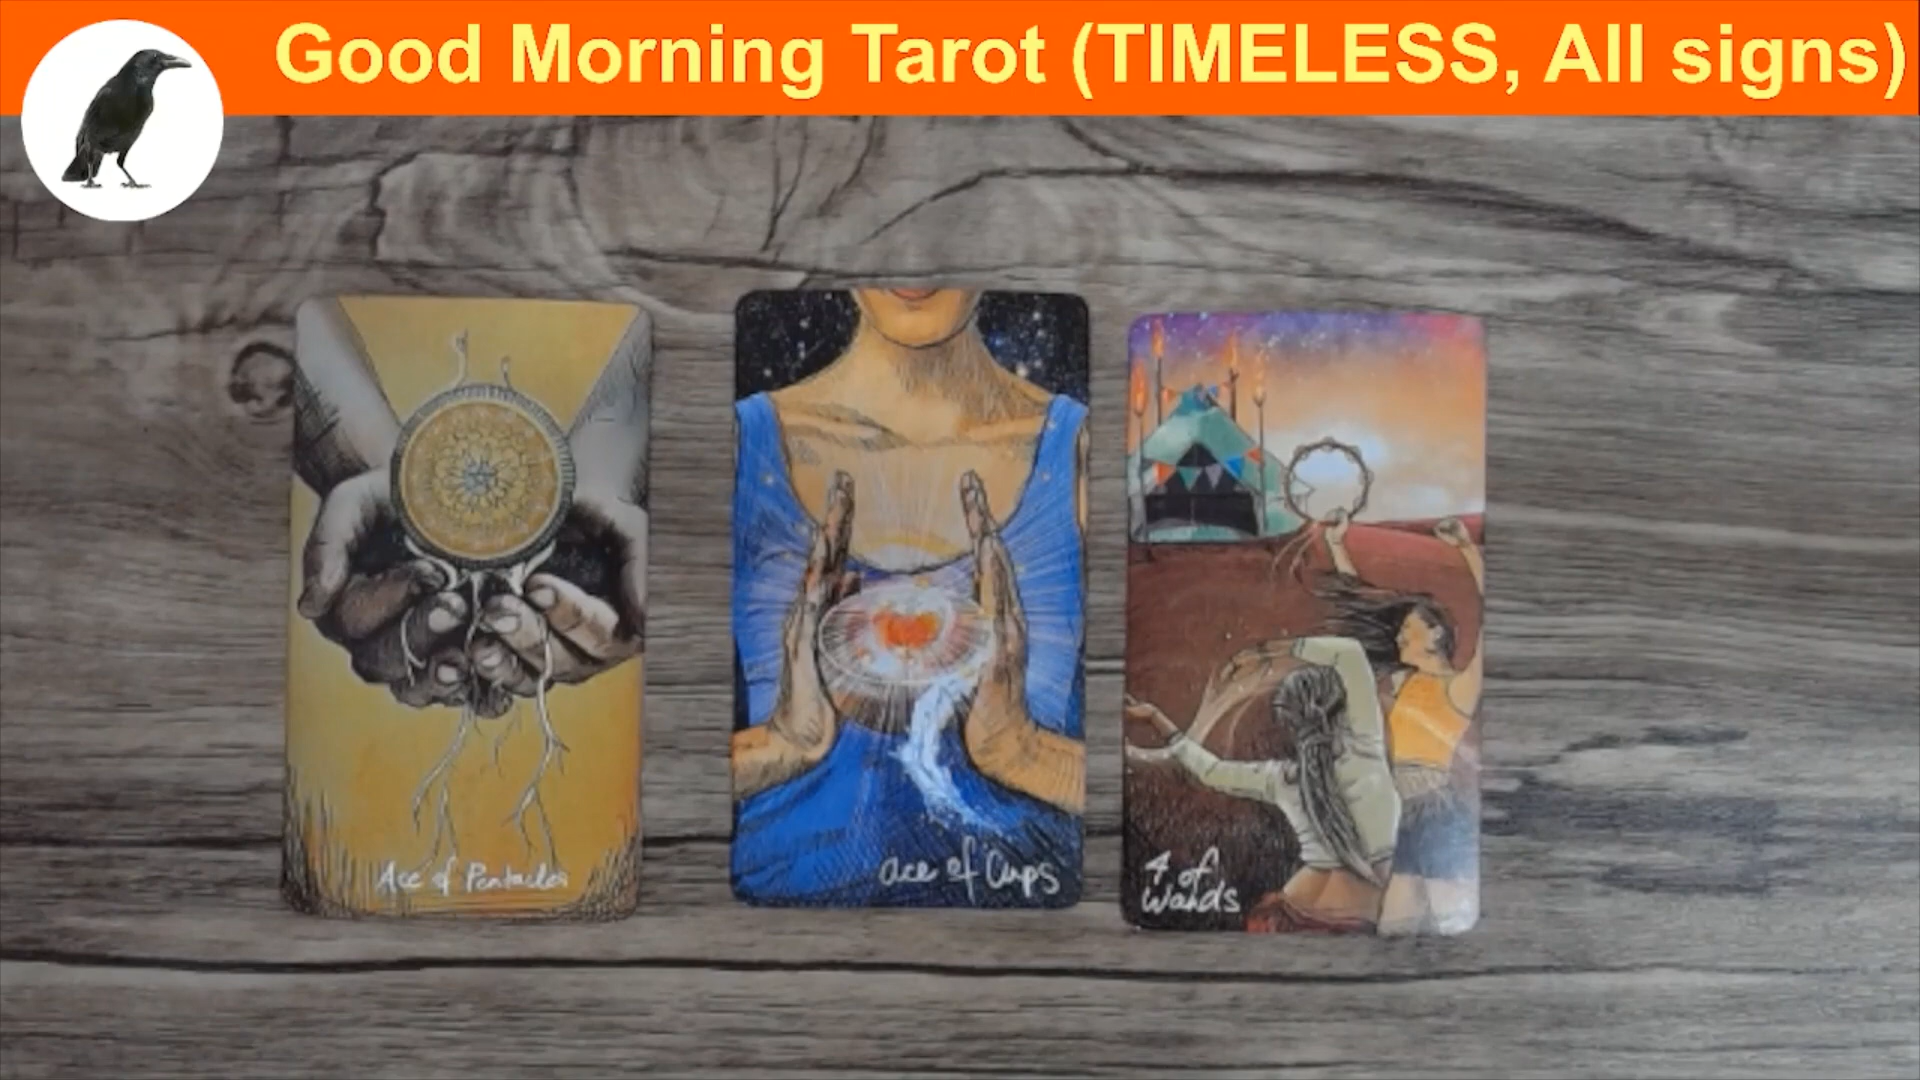 Good Morning Tarot (TIMELESS, All signs)
Ace of Pentacles
ace of Cups
4 of
Wands